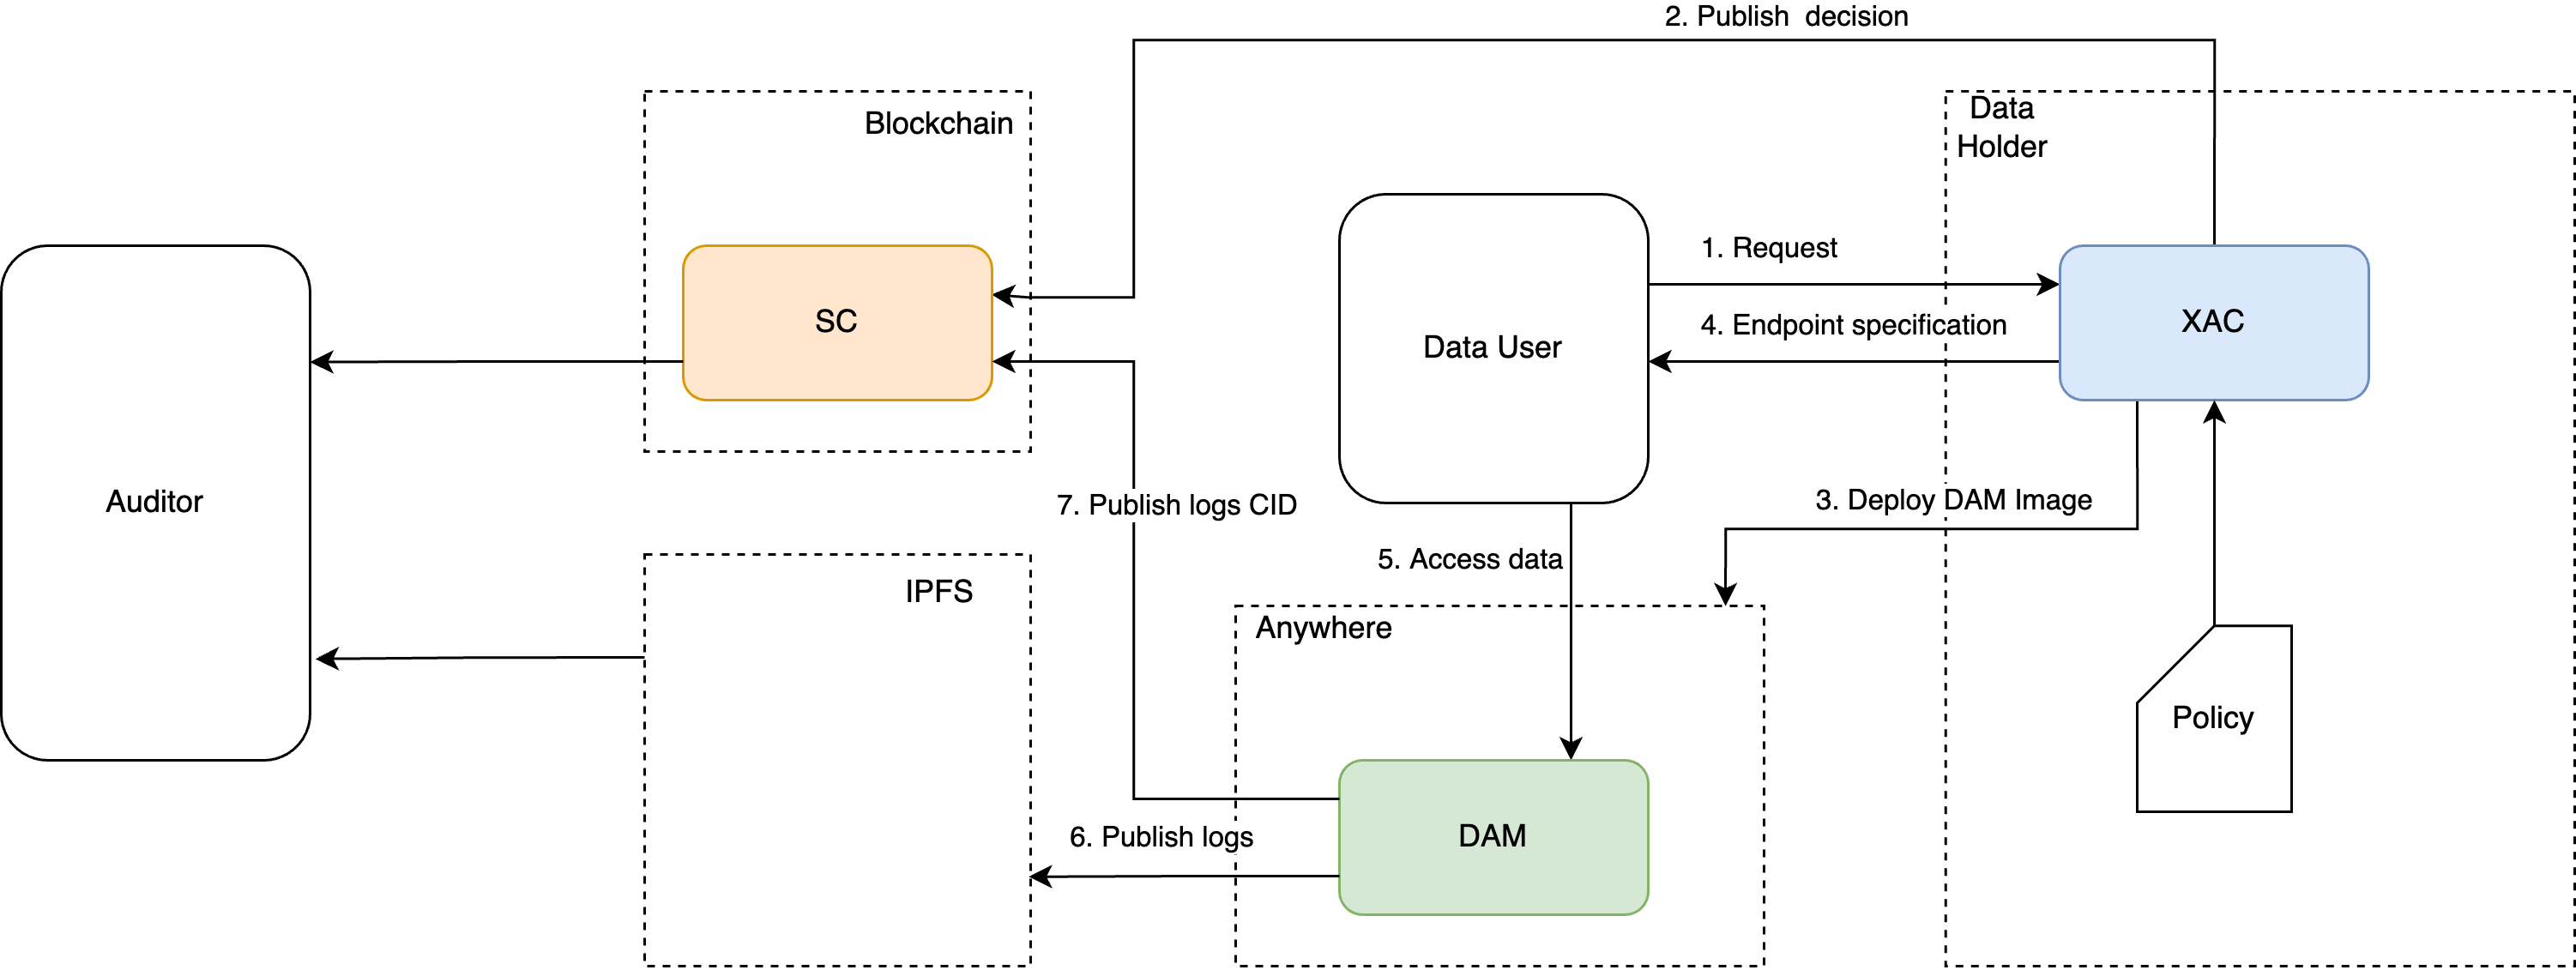 2. Publish decision
Blockchain
Data
Holder
1. Request
SC
XAC
4. Endpoint specification
Data User
Auditor
7. Publish logs CID
3. Deploy DAM Image
5. Access data
IPFS
Anywhere
Policy
6. Publish logs
DAM